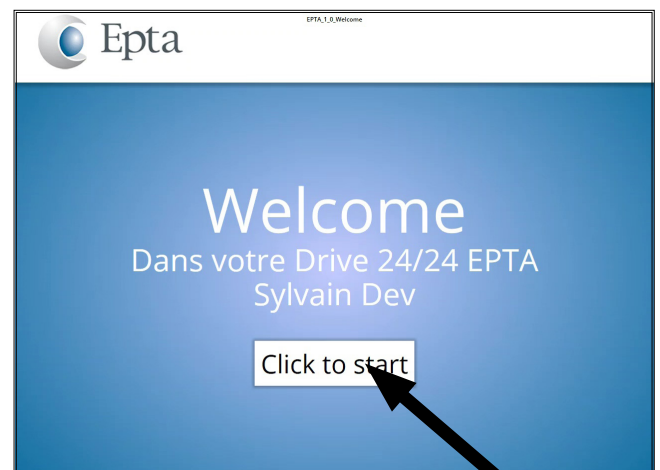 EPTA_1_0_Welcome
Epta
Welcome
Dans votre Drive 24/24 EPTA
Sylvain Dev
Click to start